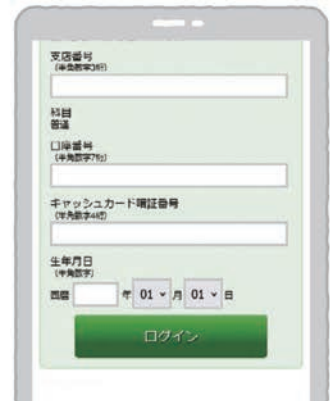 支店番号
(半角数字3桁)
科目
普通
口座番号
(半角数字7桁)
キャッシュカード暗証番号
(半角数字4桁)
生年月日
(半角数字)
西暦 年 01 月 01 日
ログイン